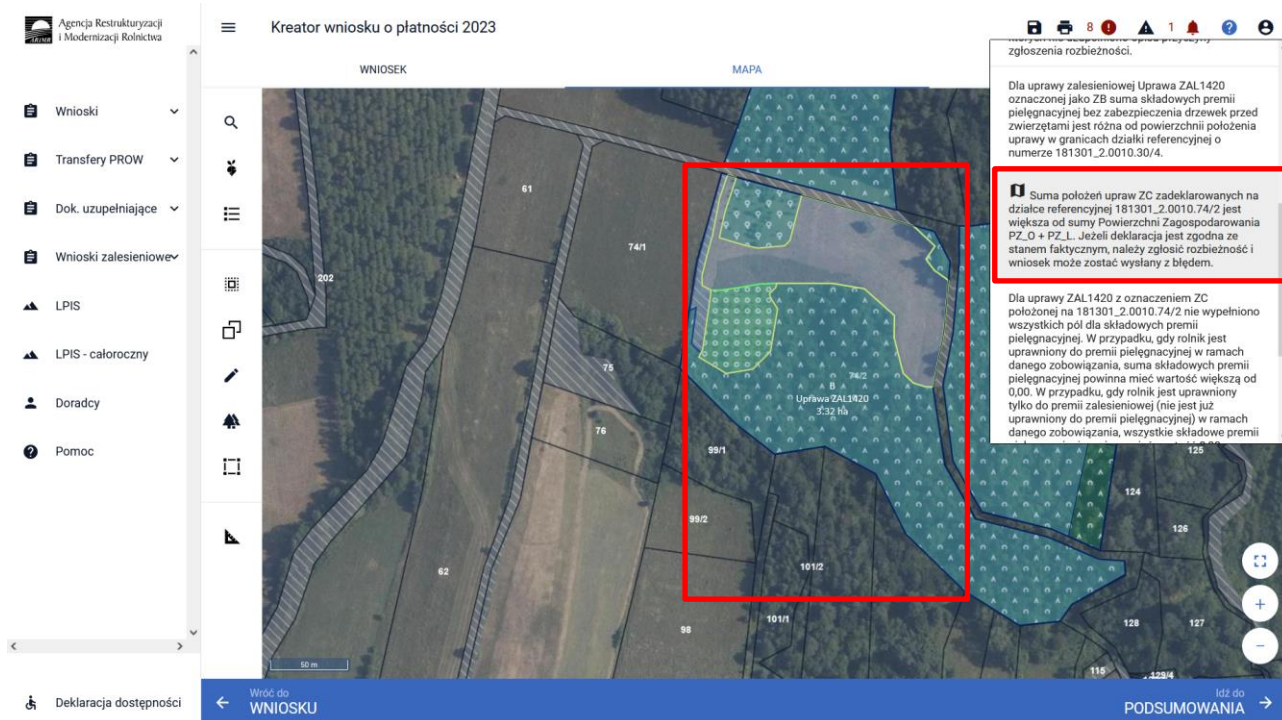 Agencja Restrukturyzacji
i Modernizacji Rolnictwa
ARiMR
Kreator wniosku o płatności 2023
8
1
WNIOSEK
MAPA
Wnioski
Transfery PROW
Dok. uzupełniające
Wnioski zalesieniowe
LPIS
LPIS - całoroczny
Doradcy
Pomoc
Deklaracja dostępności
zgłoszenia rozbieżności.
Dla uprawy zalesieniowej Uprawa ZAL1420
oznaczonej jako ZB suma składowych premii
pielęgnacyjnej bez zabezpieczenia drzewek przed
zwierzętami jest różna od powierzchnii położenia
uprawy w granicach działki referencyjnej o
numerze 181301_2.0010.30/4.
Suma położeń upraw ZC zadeklarowanych na
działce referencyjnej 181301_2.0010.74/2 jest
większa od sumy Powierzchni Zagospodarowania
PZ_O + PZ_L. Jeżeli deklaracja jest zgodna ze
stanem faktycznym, należy zgłosić rozbieżność i
wniosek może zostać wysłany z błędem.
Dla uprawy ZAL1420 z oznaczeniem ZC
położonej na 181301_2.0010.74/2 nie wypełniono
wszystkich pól dla składowych premii
pielęgnacyjnej. W przypadku, gdy rolnik jest
uprawniony do premii pielęgnacyjnej w ramach
danego zobowiązania, suma składowych premii
pielęgnacyjnej powinna mieć wartość większą od
0,00. W przypadku, gdy rolnik jest uprawniony
tylko do premii zalesieniowej (nie jest już
uprawniony do premii pielęgnacyjnej) w ramach
danego zobowiązania, wszystkie składowe premii
61
74/1
202
75
76
74/2
B
Uprawa ZAL1420
3.32 ha
99/1
99/2
62
101/2
101/1
98
125
124
126
128
127
115
129/4
50 m
Wróć do
WNIOSKU
Idź do
PODSUMOWANIA